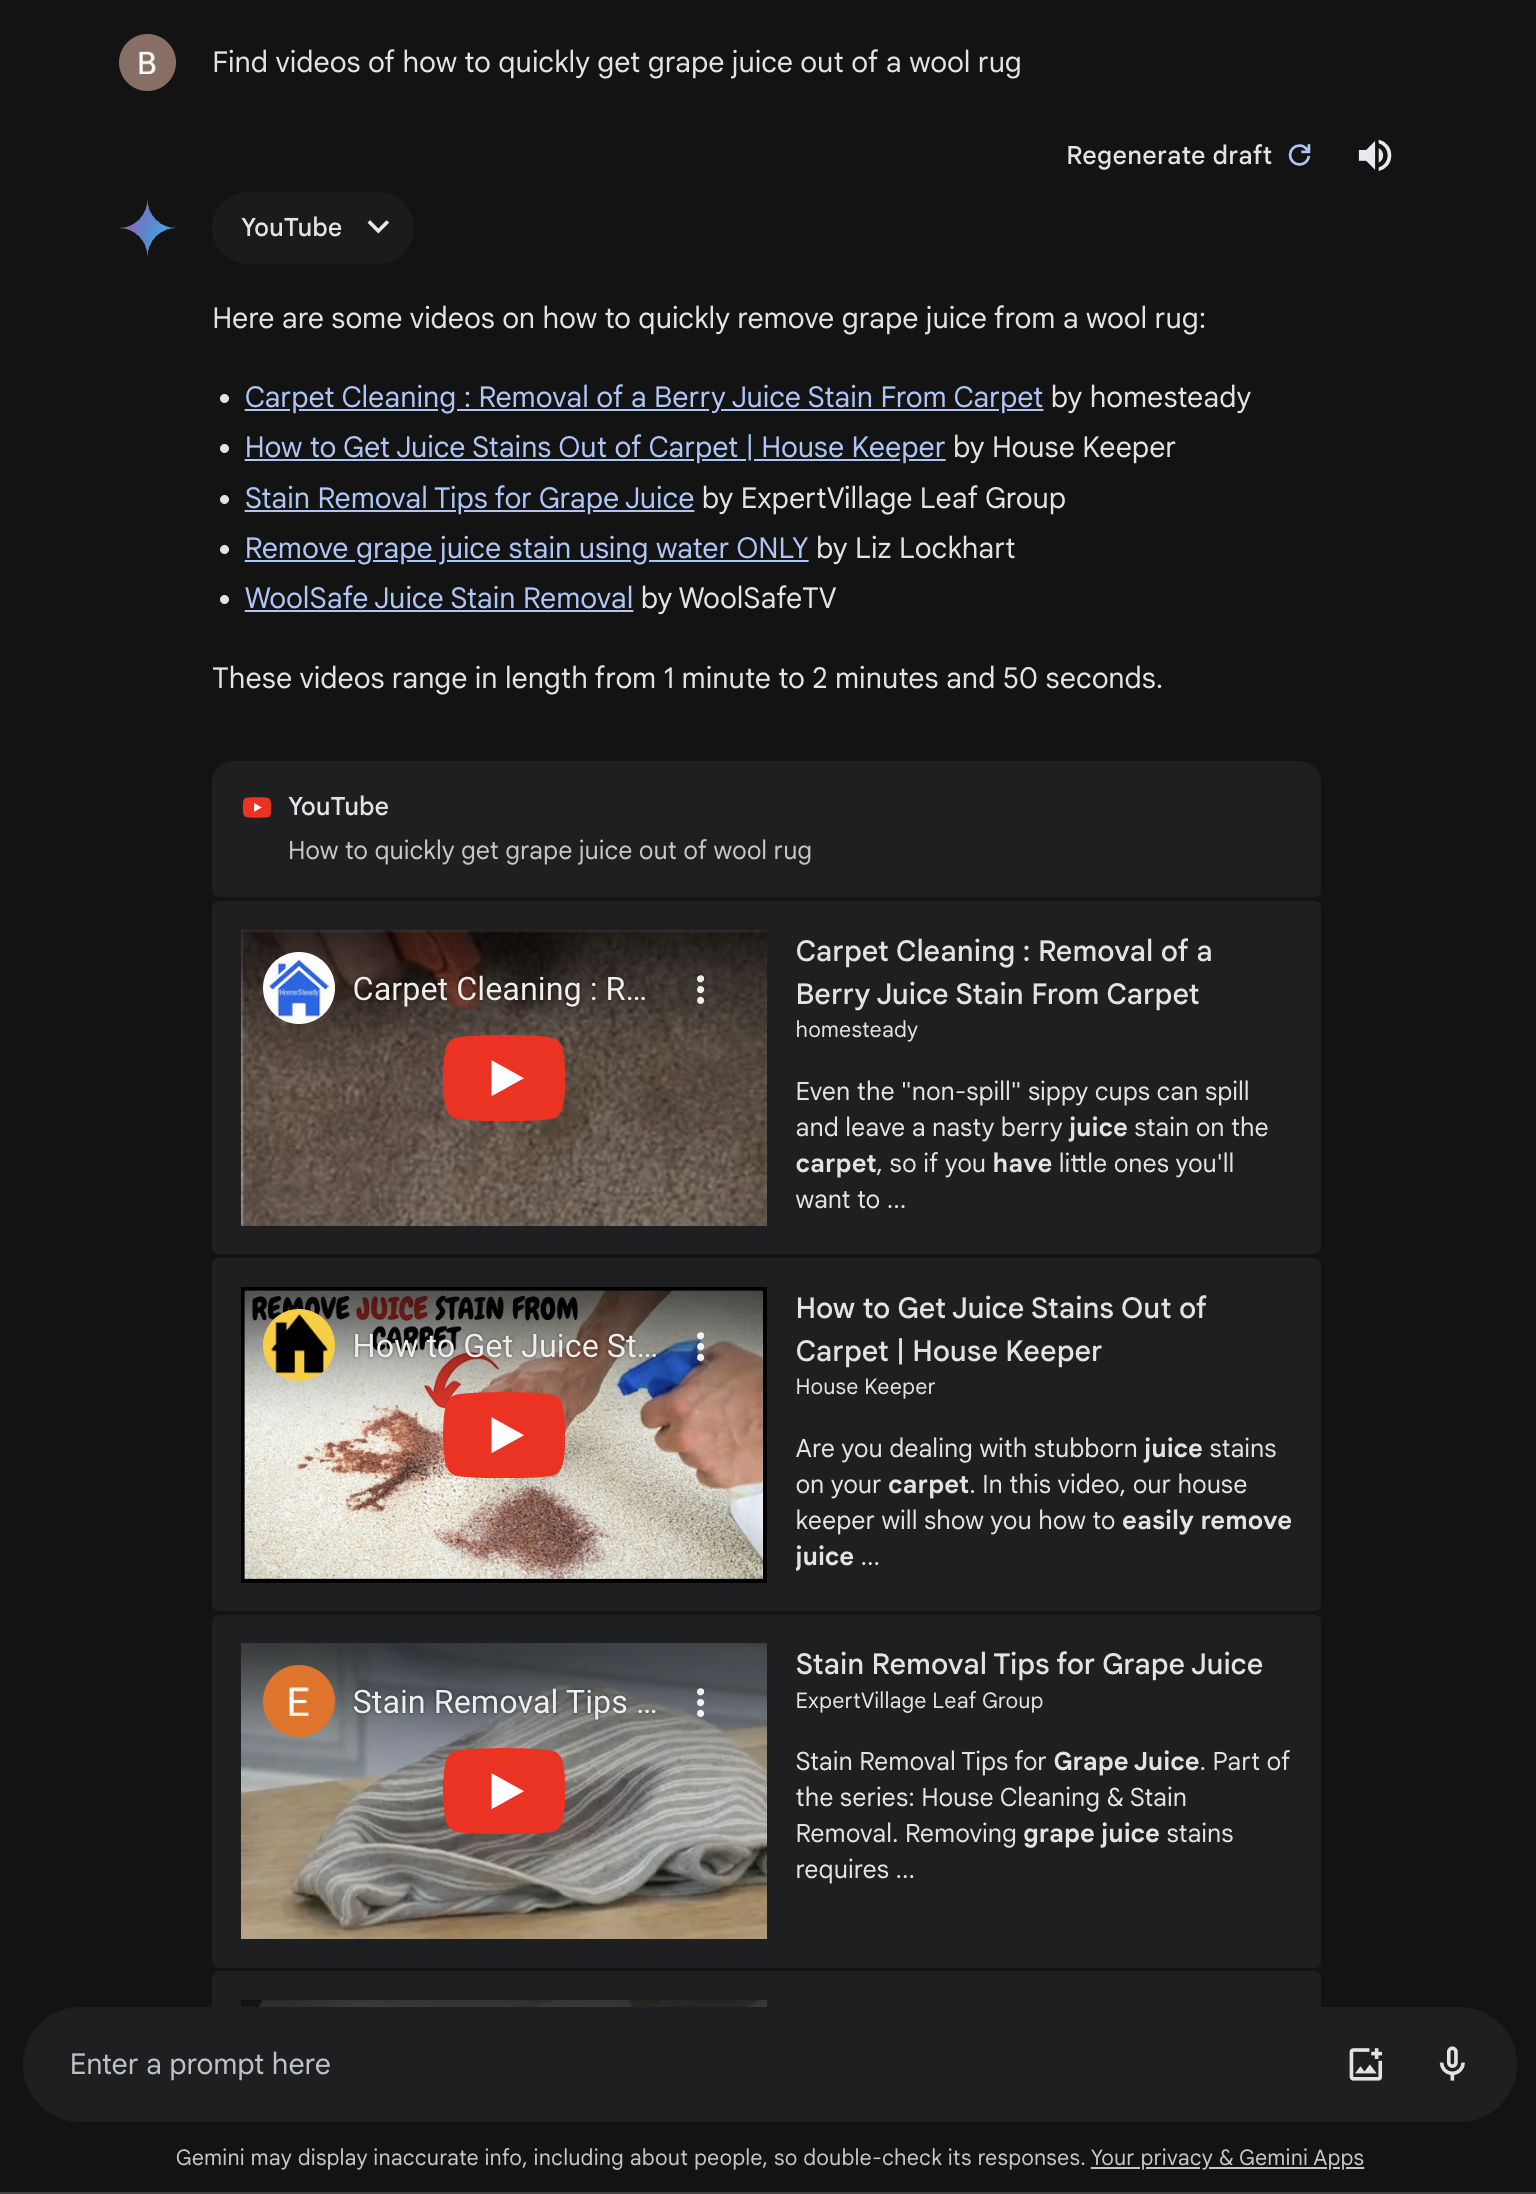 B
Find videos of how to quickly get grape juice out of a wool rug
Regenerate draft
YouTube
Here are some videos on how to quickly remove grape juice from a wool rug:
• Carpet Cleaning : Removal of a Berry Juice Stain From Carpet by homesteady
• How to Get Juice Stains Out of Carpet | House Keeper by House Keeper
• Stain Removal Tips for Grape Juice by ExpertVillage Leaf Group
• Remove grape juice stain using water ONLY by Liz Lockhart
• WoolSafe Juice Stain Removal by WoolSafeTV
These videos range in length from 1 minute to 2 minutes and 50 seconds.
YouTube
How to quickly get grape juice out of wool rug
HomeSteady
Carpet Cleaning : R...
Carpet Cleaning : Removal of a
Berry Juice Stain From Carpet
homesteady
Even the "non-spill" sippy cups can spill
and leave a nasty berry juice stain on the
carpet, so if you have little ones you'll
want to ...
REMOVE JUICE STAIN FROM
CARPET
How to Get Juice St...
How to Get Juice Stains Out of
Carpet | House Keeper
House Keeper
Are you dealing with stubborn juice stains
on your carpet. In this video, our house
keeper will show you how to easily remove
juice ...
E
Stain Removal Tips ...
Stain Removal Tips for Grape Juice
ExpertVillage Leaf Group
Stain Removal Tips for Grape Juice. Part of
the series: House Cleaning & Stain
Removal. Removing grape juice stains
requires ...
Enter a prompt here
Gemini may display inaccurate info, including about people, so double-check its responses. Your privacy & Gemini Apps